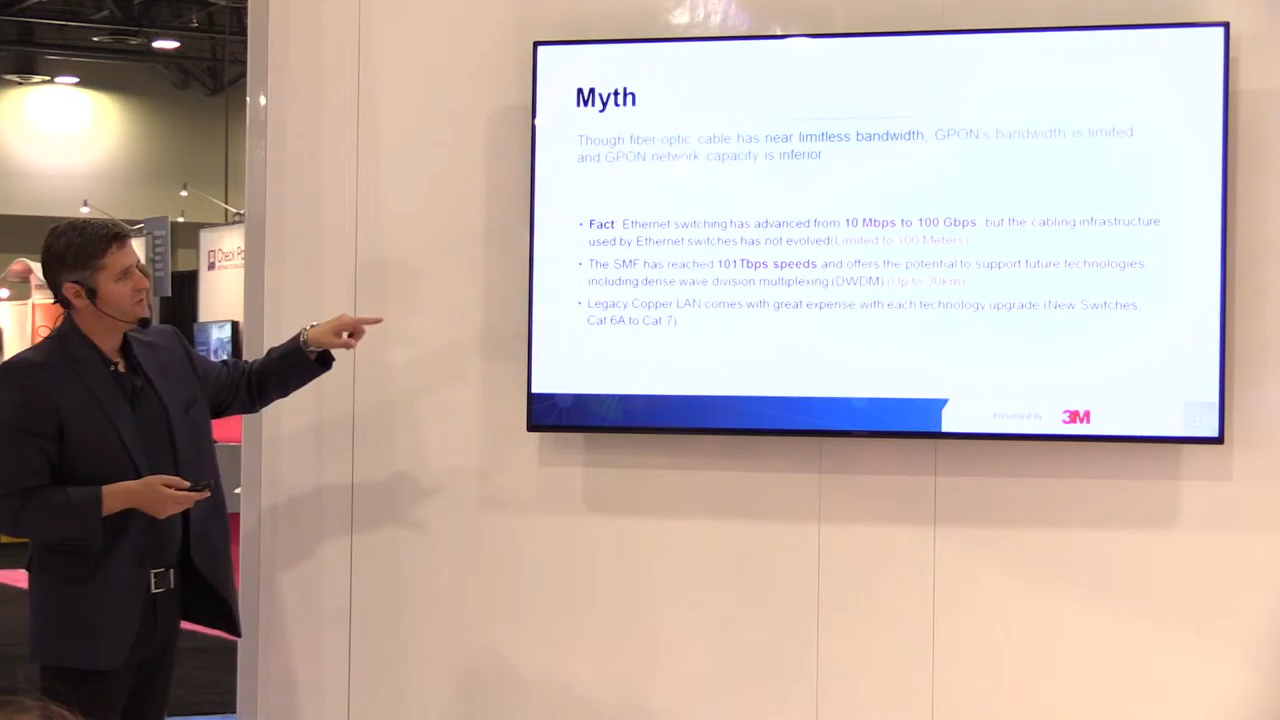 Myth
Though fiber-optic cable has near limitless bandwidth, GPON's bandwidth is limited
and GPON network capacity is inferior
• Fact: Ethernet switching has advanced from 10 Mbps to 100 Gbps but the cabling infrastructure
used by Ethernet switches has not evolved(Limited to 100 Meters)
• The SMF has reached 101Tbps speeds and offers the potential to support future technologies,
including dense wave division multiplexing (DWDM) (Up to 30km)
• Legacy Copper LAN comes with great expense with each technology upgrade (New Switches,
Cat 6A to Cat 7)
Presented By
3M
Check Po